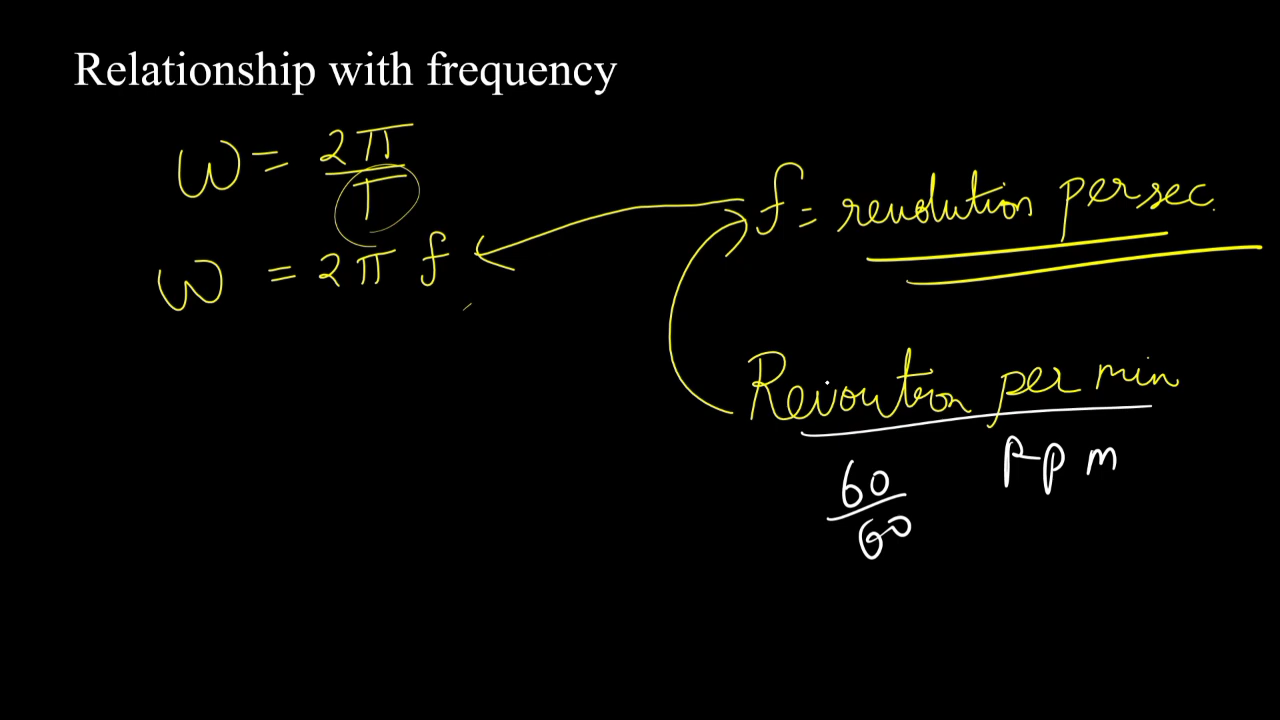 Relationship with frequency
ω = 2π / T
ω = 2π f
f = revolution per sec.
Revoution per min
rpm
60 / 60